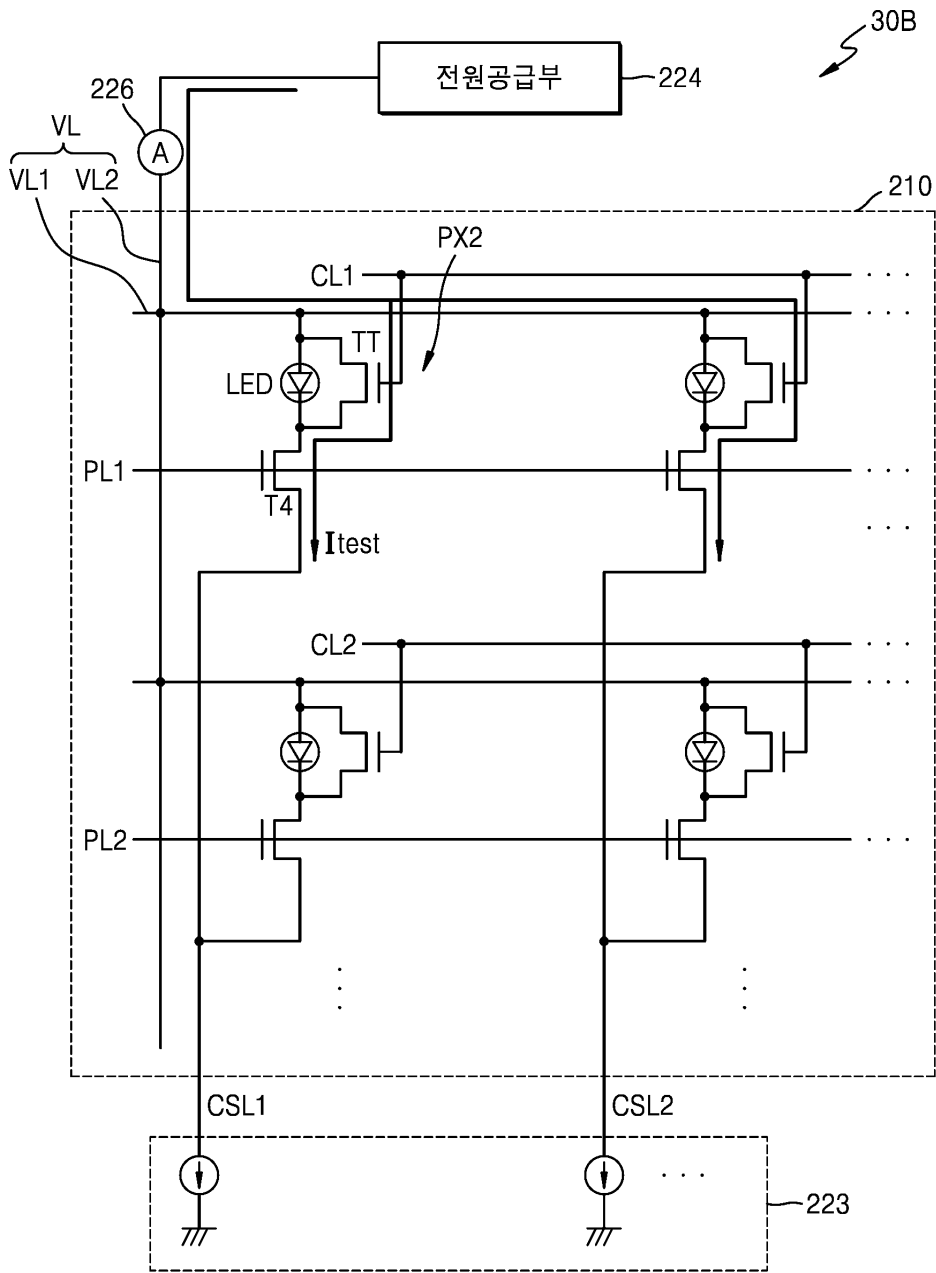 30B
전원공급부
224
226
A
VL
VL1
VL2
210
PX2
CL1
· · ·
· · ·
TT
LED
PL1
· · ·
T4
· · ·
Itest
CL2
· · ·
· · ·
PL2
· · ·
CSL1
CSL2
· · ·
223